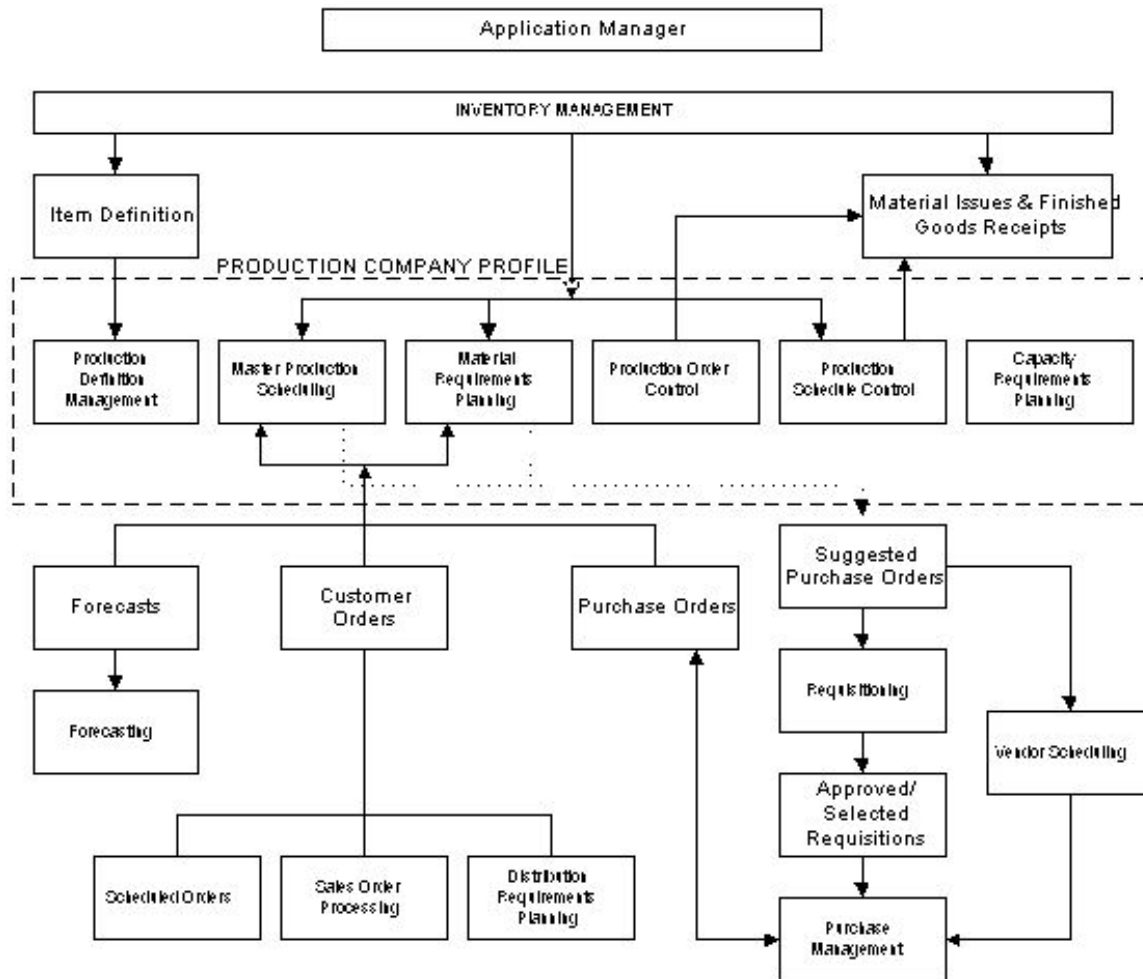 Application Manager
INVENTORY MANAGEMENT
Item Definition
Material Issues & Finished
Goods Receipts
PRODUCTION COMPANY PROFILE
Production
Definition
Management
Master Production
Scheduling
Material
Requirements
Planning
Production Order
Control
Production
Schedule Control
Capacity
Requirements
Planning
Forecasts
Customer
Orders
Purchase Orders
Suggested
Purchase Orders
Forecasting
Requisitioning
Vendor Scheduling
Approved/
Selected
Requisitions
Scheduled Orders
Sales Order
Processing
Distribution
Requirements
Planning
Purchase
Management